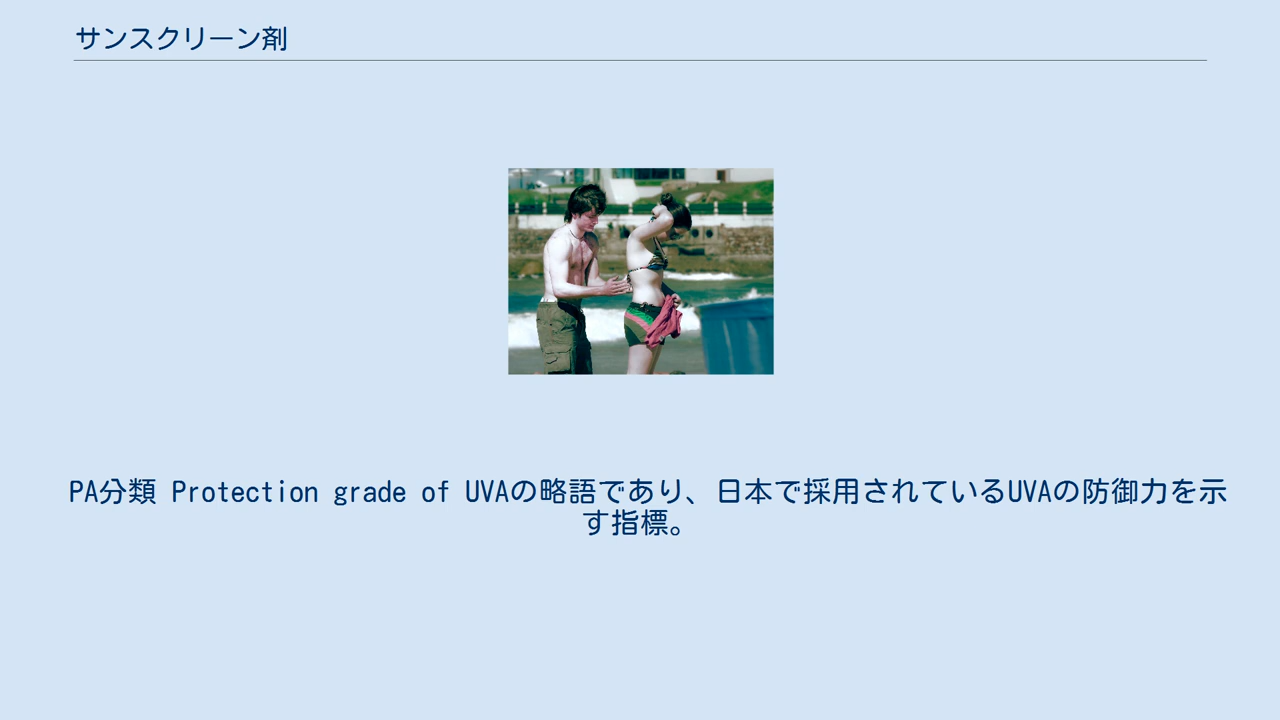 サンスクリーン剤
PA分類 Protection grade of UVAの略語であり、日本で採用されているUVAの防御力を示
す指標。